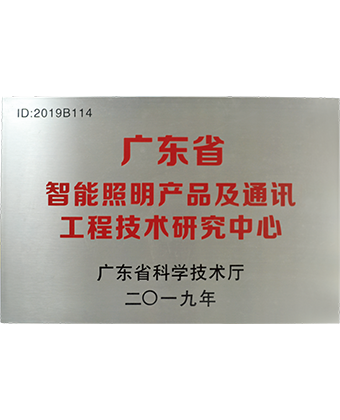 ID:2019B114
广东省
智能照明产品及通讯
工程技术研究中心
广东省科学技术厅
二〇一九年